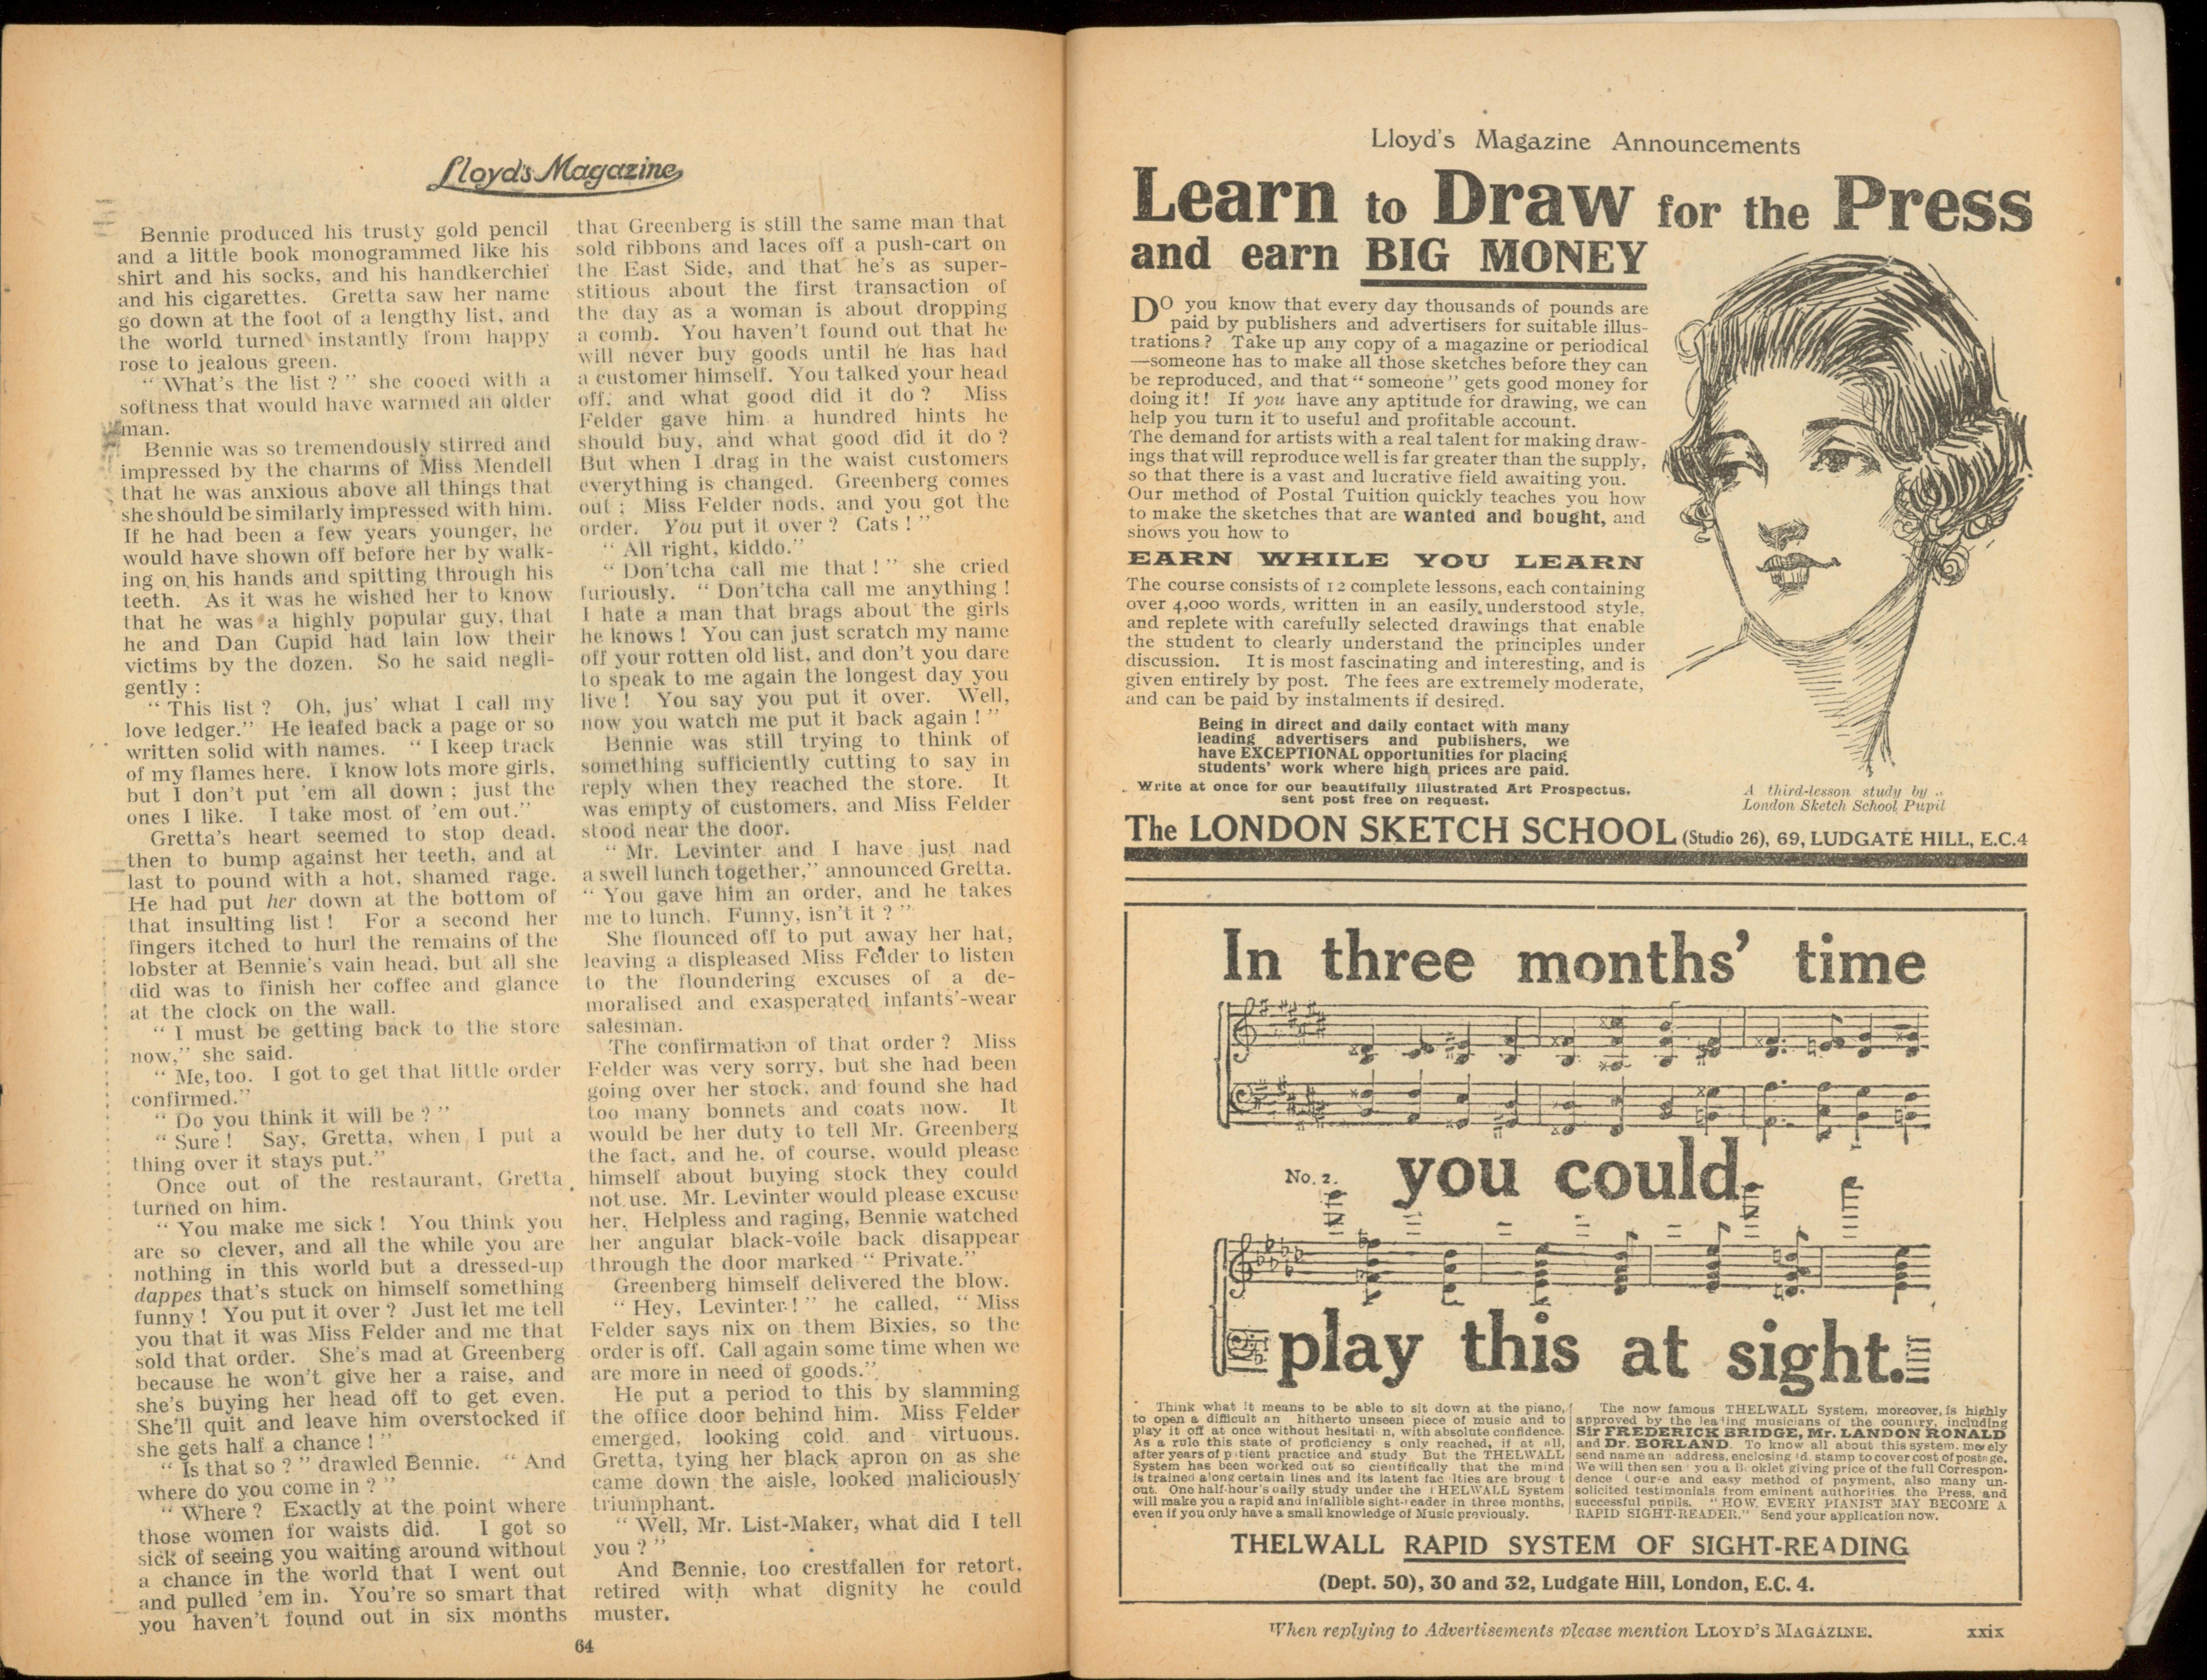 Lloyd's Magazine
Bennie produced his trusty gold pencil
and a little book monogrammed like his
shirt and his socks, and his handkerchief
and his cigarettes. Gretta saw her name
go down at the foot of a lengthy list, and
the world turned instantly from happy
rose to jealous green.
" What's the list ? " she cooed with a
softness that would have warmed an older
man.
Bennie was so tremendously stirred and
impressed by the charms of Miss Mendell
that he was anxious above all things that
she should be similarly impressed with him.
If he had been a few years younger, he
would have shown off before her by walk-
ing on his hands and spitting through his
teeth. As it was he wished her to know
that he was a highly popular guy, that
he and Dan Cupid had lain low their
victims by the dozen. So he said negli-
gently :
" This list ? Oh, jus' what I call my
love ledger." He leafed back a page or so
written solid with names. " I keep track
of my flames here. I know lots more girls,
but I don't put 'em all down ; just the
ones I like. I take most of 'em out."
Gretta's heart seemed to stop dead,
then to bump against her teeth, and at
last to pound with a hot, shamed rage.
He had put her down at the bottom of
that insulting list ! For a second her
fingers itched to hurl the remains of the
lobster at Bennie's vain head, but all she
did was to finish her coffee and glance
at the clock on the wall.
" I must be getting back to the store
now," she said.
" Me, too. I got to get that little order
confirmed."
" Do you think it will be ? "
" Sure ! Say, Gretta, when I put a
thing over it stays put."
Once out of the restaurant, Gretta
turned on him.
" You make me sick ! You think you
are so clever, and all the while you are
nothing in this world but a dressed-up
dappes that's stuck on himself something
funny ! You put it over ? Just let me tell
you that it was Miss Felder and me that
sold that order. She's mad at Greenberg
because he won't give her a raise, and
she's buying her head off to get even.
She'll quit and leave him overstocked if
she gets half a chance ! "
" Is that so ? " drawled Bennie. " And
where do you come in ? "
" Where ? Exactly at the point where
those women for waists did. I got so
sick of seeing you waiting around without
a chance in the world that I went out
and pulled 'em in. You're so smart that
you haven't found out in six months
that Greenberg is still the same man that
sold ribbons and laces off a push-cart on
the East Side, and that he's as super-
stitious about the first transaction of
the day as a woman is about dropping
a comb. You haven't found out that he
will never buy goods until he has had
a customer himself. You talked your head
off, and what good did it do ? Miss
Felder gave him a hundred hints he
should buy, and what good did it do ?
But when I drag in the waist customers
everything is changed. Greenberg comes
out ; Miss Felder nods, and you got the
order. You put it over ? Cats ! "
" All right, kiddo."
" Don'tcha call me that ! " she cried
furiously. " Don'tcha call me anything !
I hate a man that brags about the girls
he knows ! You can just scratch my name
off your rotten old list, and don't you dare
to speak to me again the longest day you
live ! You say you put it over. Well,
now you watch me put it back again ! "
Bennie was still trying to think of
something sufficiently cutting to say in
reply when they reached the store. It
was empty of customers, and Miss Felder
stood near the door.
" Mr. Levinter and I have just had
a swell lunch together," announced Gretta.
" You gave him an order, and he takes
me to lunch. Funny, isn't it ? "
She flounced off to put away her hat,
leaving a displeased Miss Felder to listen
to the floundering excuses of a de-
moralised and exasperated infants'-wear
salesman.
The confirmation of that order ? Miss
Felder was very sorry, but she had been
going over her stock, and found she had
too many bonnets and coats now. It
would be her duty to tell Mr. Greenberg
the fact, and he, of course, would please
himself about buying stock they could
not use. Mr. Levinter would please excuse
her. Helpless and raging, Bennie watched
her angular black-voile back disappear
through the door marked " Private."
Greenberg himself delivered the blow.
" Hey, Levinter ! " he called, " Miss
Felder says nix on them Bixies, so the
order is off. Call again some time when we
are more in need of goods."
He put a period to this by slamming
the office door behind him. Miss Felder
emerged, looking cold and virtuous.
Gretta, tying her black apron on as she
came down the aisle, looked maliciously
triumphant.
" Well, Mr. List-Maker, what did I tell
you ? "
And Bennie, too crestfallen for retort,
retired with what dignity he could
muster.
64
Lloyd's Magazine Announcements
Learn to Draw for the Press
and earn BIG MONEY
DO you know that every day thousands of pounds are
paid by publishers and advertisers for suitable illus-
trations ? Take up any copy of a magazine or periodical
—someone has to make all those sketches before they can
be reproduced, and that " someone " gets good money for
doing it ! If you have any aptitude for drawing, we can
help you turn it to useful and profitable account.
The demand for artists with a real talent for making draw-
ings that will reproduce well is far greater than the supply,
so that there is a vast and lucrative field awaiting you.
Our method of Postal Tuition quickly teaches you how
to make the sketches that are wanted and bought, and
shows you how to
EARN WHILE YOU LEARN
The course consists of 12 complete lessons, each containing
over 4,000 words, written in an easily understood style,
and replete with carefully selected drawings that enable
the student to clearly understand the principles under
discussion. It is most fascinating and interesting, and is
given entirely by post. The fees are extremely moderate,
and can be paid by instalments if desired.
Being in direct and daily contact with many
leading advertisers and publishers, we
have EXCEPTIONAL opportunities for placing
students' work where high prices are paid.
Write at once for our beautifully illustrated Art Prospectus,
sent post free on request.
A third-lesson study by a
London Sketch School Pupil
The LONDON SKETCH SCHOOL (Studio 26), 69, LUDGATE HILL, E.C.4
In three months' time
you could
No. 2.
play this at sight.
Think what it means to be able to sit down at the piano,
to open a difficult an hitherto unseen piece of music and to
play it off at once without hesitati n, with absolute confidence.
As a rule this state of proficiency s only reached, if at all,
after years of p tient practice and study But the THELWALL
System has been worked out so cientifically that the mind
is trained along certain lines and its latent fac lties are broug t
out. One half-hour's daily study under the THELWALL System
will make you a rapid and infallible sight-reader in three months,
even if you only have a small knowledge of Music previously.
The now famous THELWALL System, moreover, is highly
approved by the leading musicians of the country, including
Sir FREDERICK BRIDGE, Mr. LANDON RONALD
and Dr. BORLAND. To know all about this system, merely
send name an address, enclosing d. stamp to cover cost of postage.
We will then sen you a Booklet giving price of the full Correspon-
dence Course and easy method of payment, also many un-
solicited testimonials from eminent authorities the Press, and
successful pupils. " HOW EVERY PIANIST MAY BECOME A
RAPID SIGHT-READER." Send your application now.
THELWALL RAPID SYSTEM OF SIGHT-READING
(Dept. 50), 30 and 32, Ludgate Hill, London, E.C. 4.
When replying to Advertisements please mention LLOYD'S MAGAZINE.
xxix